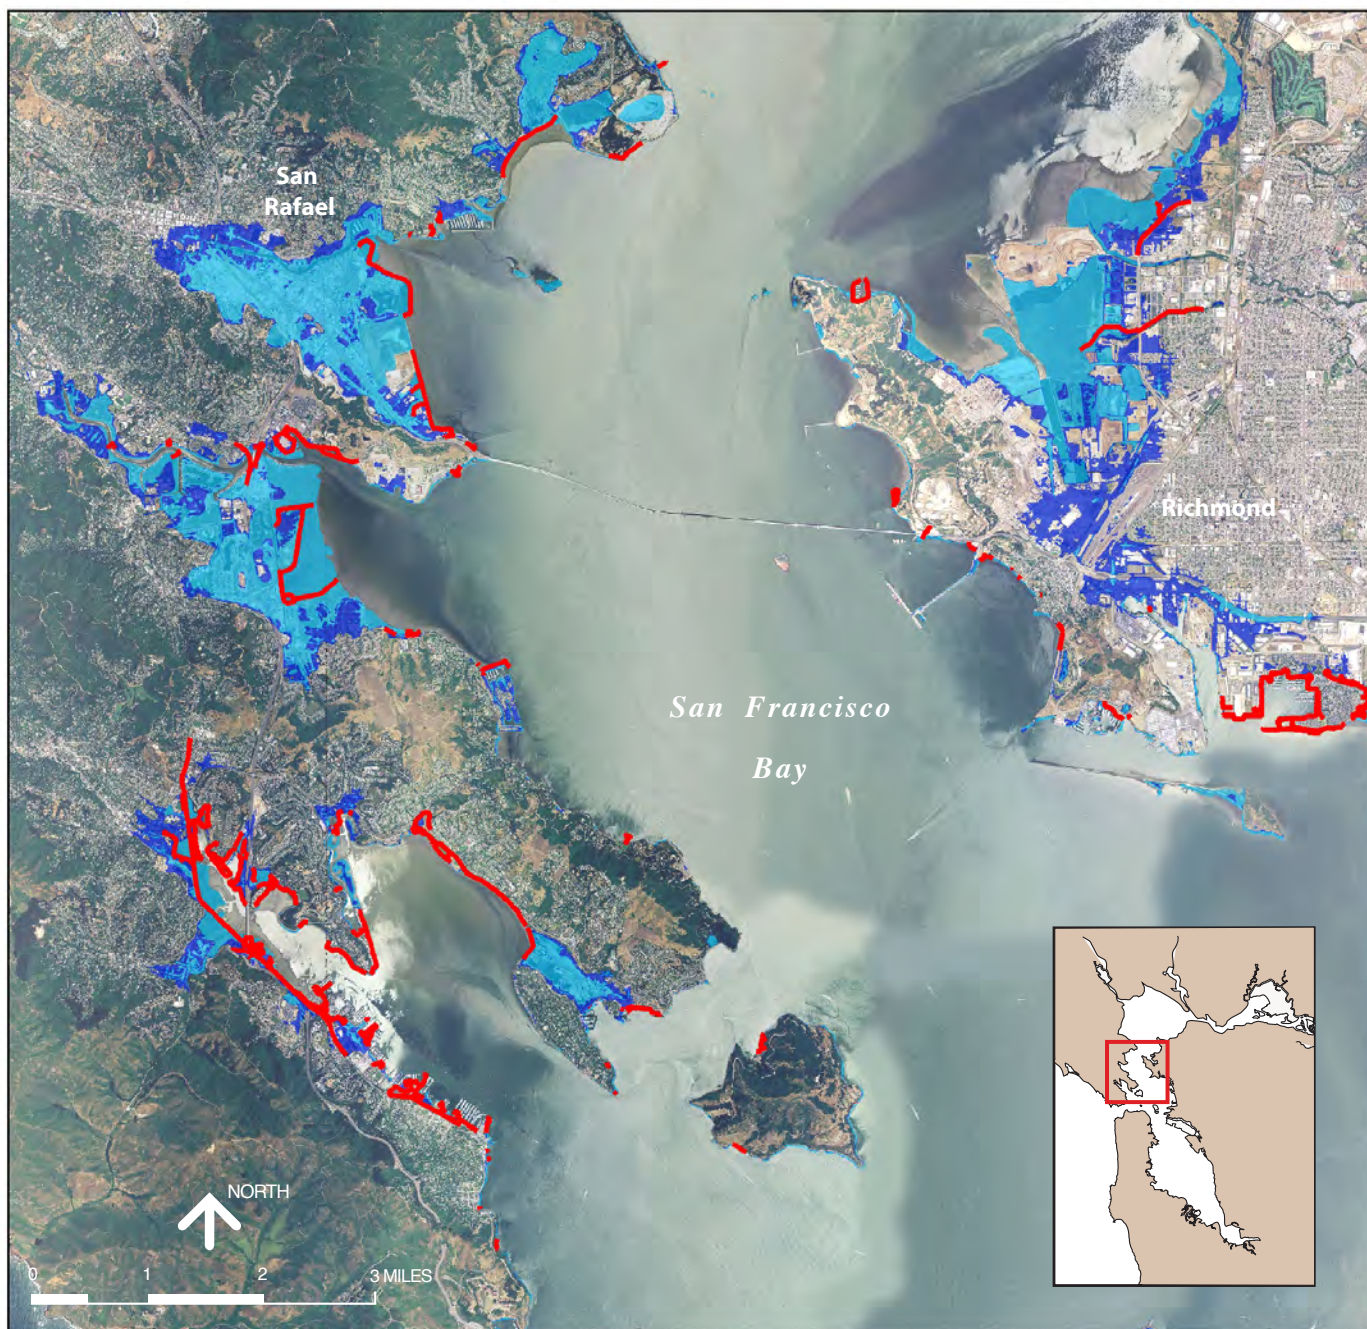 San
Rafael
Richmond
San Francisco
Bay
NORTH
0 1 2 3 MILES